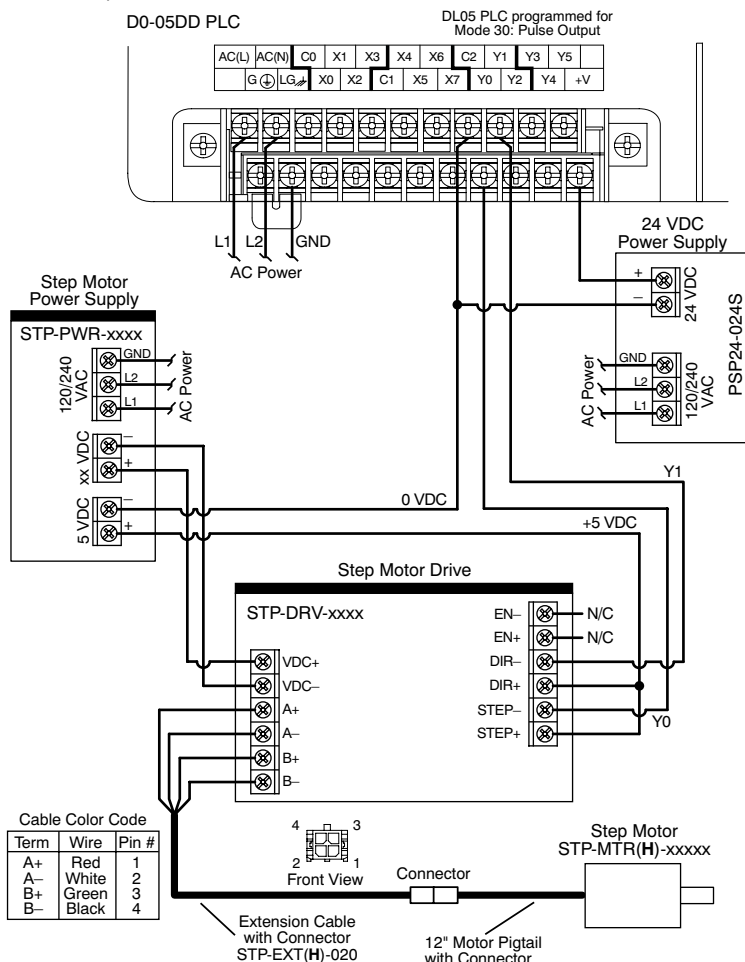 D0-05DD PLC
DL05 PLC programmed for
Mode 30: Pulse Output
AC(L) AC(N) C0 X1 X3 X4 X6 C2 Y1 Y3 Y5
G LG X0 X2 C1 X5 X7 Y0 Y2 Y4 +V
L1 L2 GND
AC Power
24 VDC
Power Supply
+
–
24 VDC
PSP24-024S
GND
L2
L1
AC Power
120/240
VAC
Step Motor
Power Supply
STP-PWR-xxxx
GND
L2
L1
120/240
VAC
AC Power
–
+
xx VDC
–
+
5 VDC
0 VDC
+5 VDC
Y1
Y0
Step Motor Drive
STP-DRV-xxxx
VDC+
VDC–
A+
A–
B+
B–
EN– N/C
EN+ N/C
DIR–
DIR+
STEP–
STEP+
Cable Color Code
Term Wire Pin #
A+ Red 1
A– White 2
B+ Green 3
B– Black 4
4 3
2 1
Front View
Connector
Step Motor
STP-MTR(H)-xxxxx
Extension Cable
with Connector
STP-EXT(H)-020
12" Motor Pigtail
with Connector